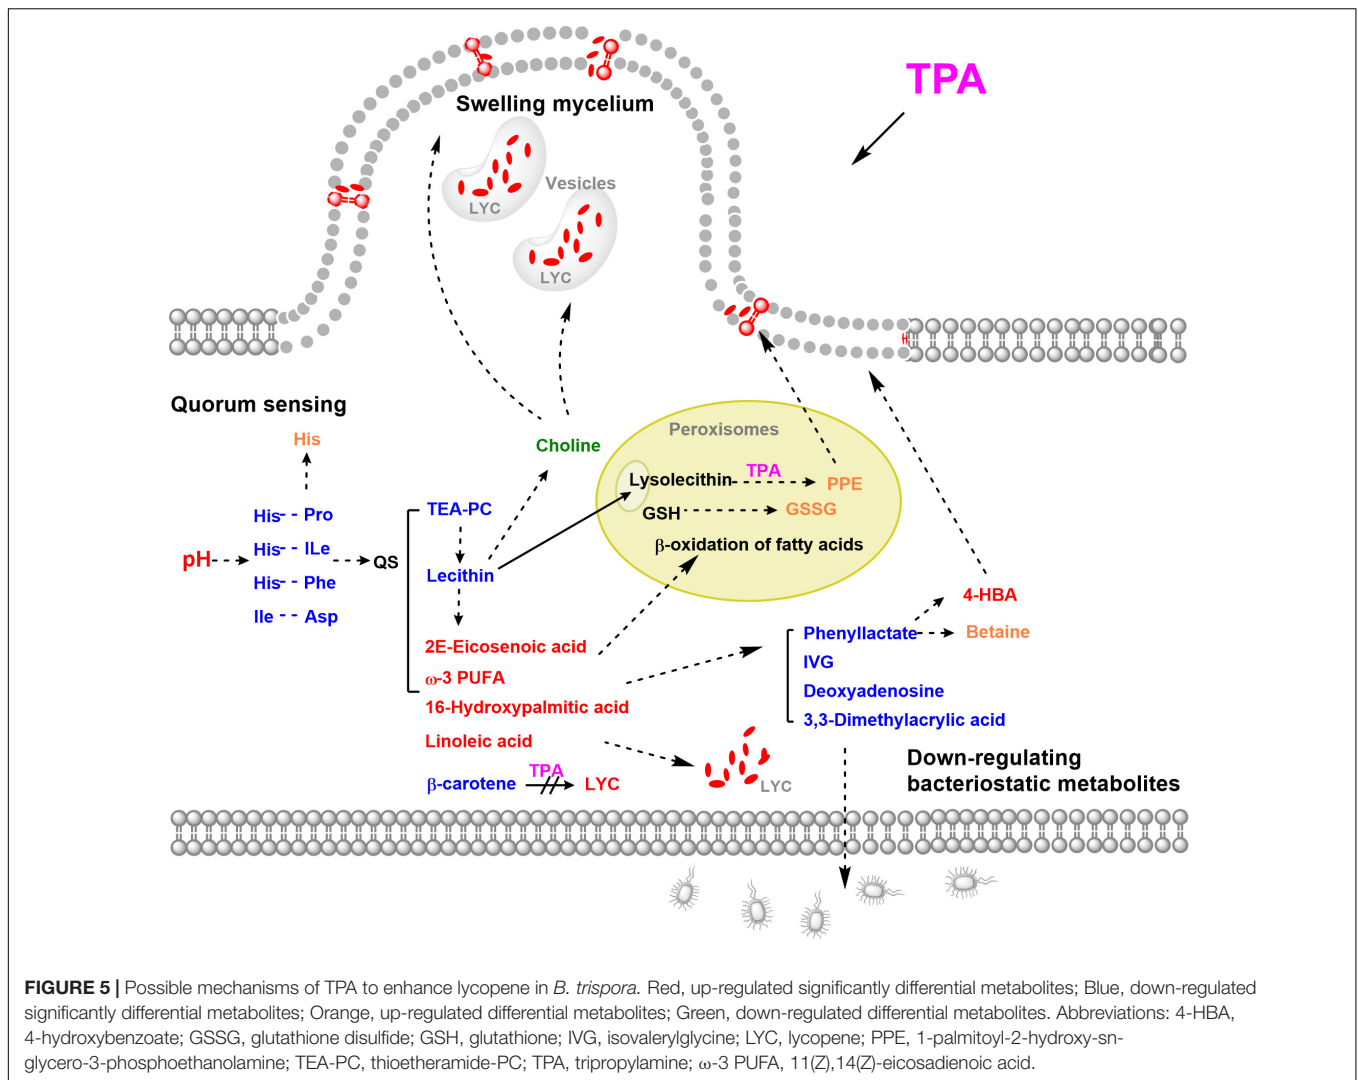 TPA
Swelling mycelium
Vesicles
LYC
LYC
Quorum sensing
His
His-- Pro
His-- ILe
His-- Phe
Ile -- Asp
pH
QS
TEA-PC
Lecithin
2E-Eicosenoic acid
ω-3 PUFA
16-Hydroxypalmitic acid
Linoleic acid
β-carotene
TPA
LYC
LYC
Choline
Peroxisomes
Lysolecithin
TPA
PPE
GSH
GSSG
β-oxidation of fatty acids
4-HBA
Phenyllactate
Betaine
IVG
Deoxyadenosine
3,3-Dimethylacrylic acid
Down-regulating
bacteriostatic metabolites
FIGURE 5 | Possible mechanisms of TPA to enhance lycopene in B. trispora. Red, up-regulated significantly differential metabolites; Blue, down-regulated
significantly differential metabolites; Orange, up-regulated differential metabolites; Green, down-regulated differential metabolites. Abbreviations: 4-HBA,
4-hydroxybenzoate; GSSG, glutathione disulfide; GSH, glutathione; IVG, isovalerylglycine; LYC, lycopene; PPE, 1-palmitoyl-2-hydroxy-sn-
glycero-3-phosphoethanolamine; TEA-PC, thioetheramide-PC; TPA, tripropylamine; ω-3 PUFA, 11(Z),14(Z)-eicosadienoic acid.